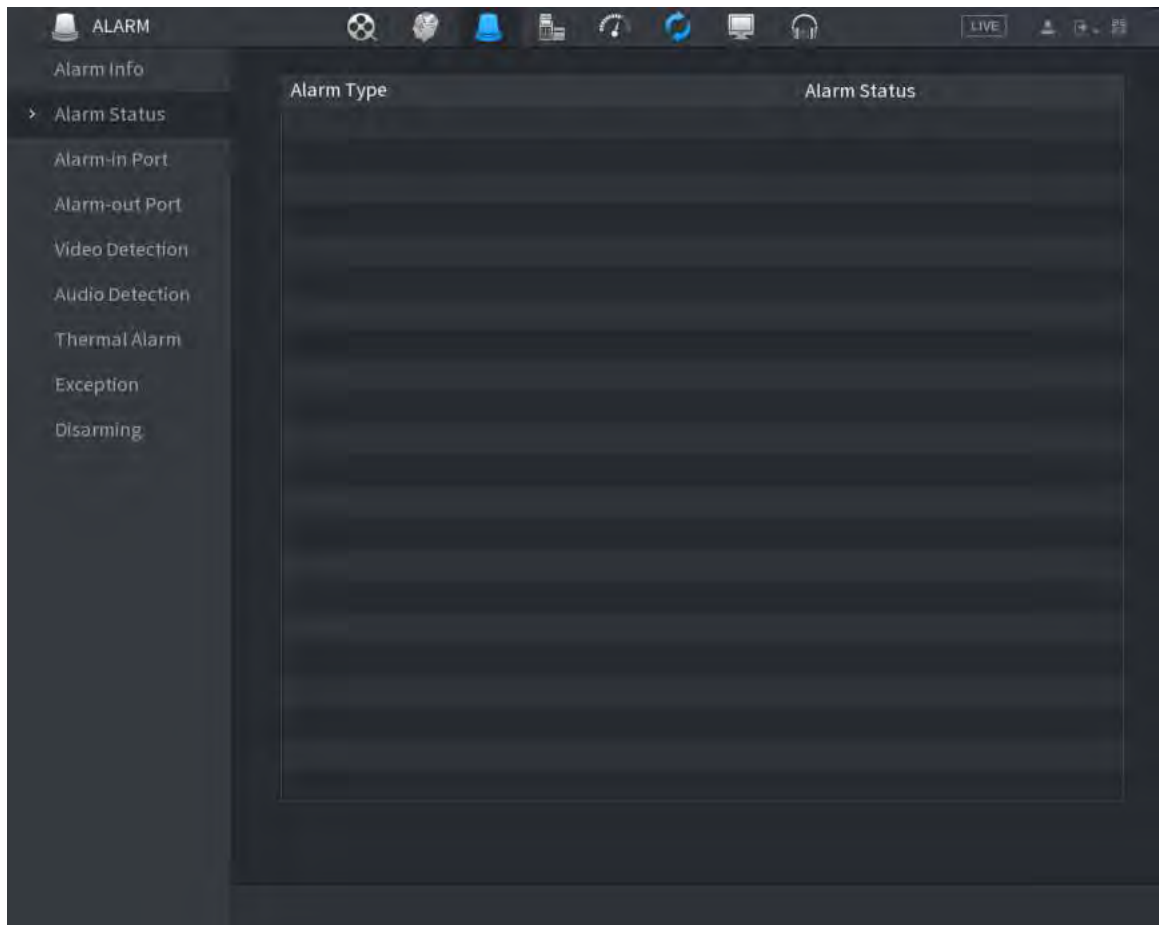 ALARM
LIVE
Alarm Info
Alarm Type
Alarm Status
Alarm Status
Alarm-in Port
Alarm-out Port
Video Detection
Audio Detection
Thermal Alarm
Exception
Disarming